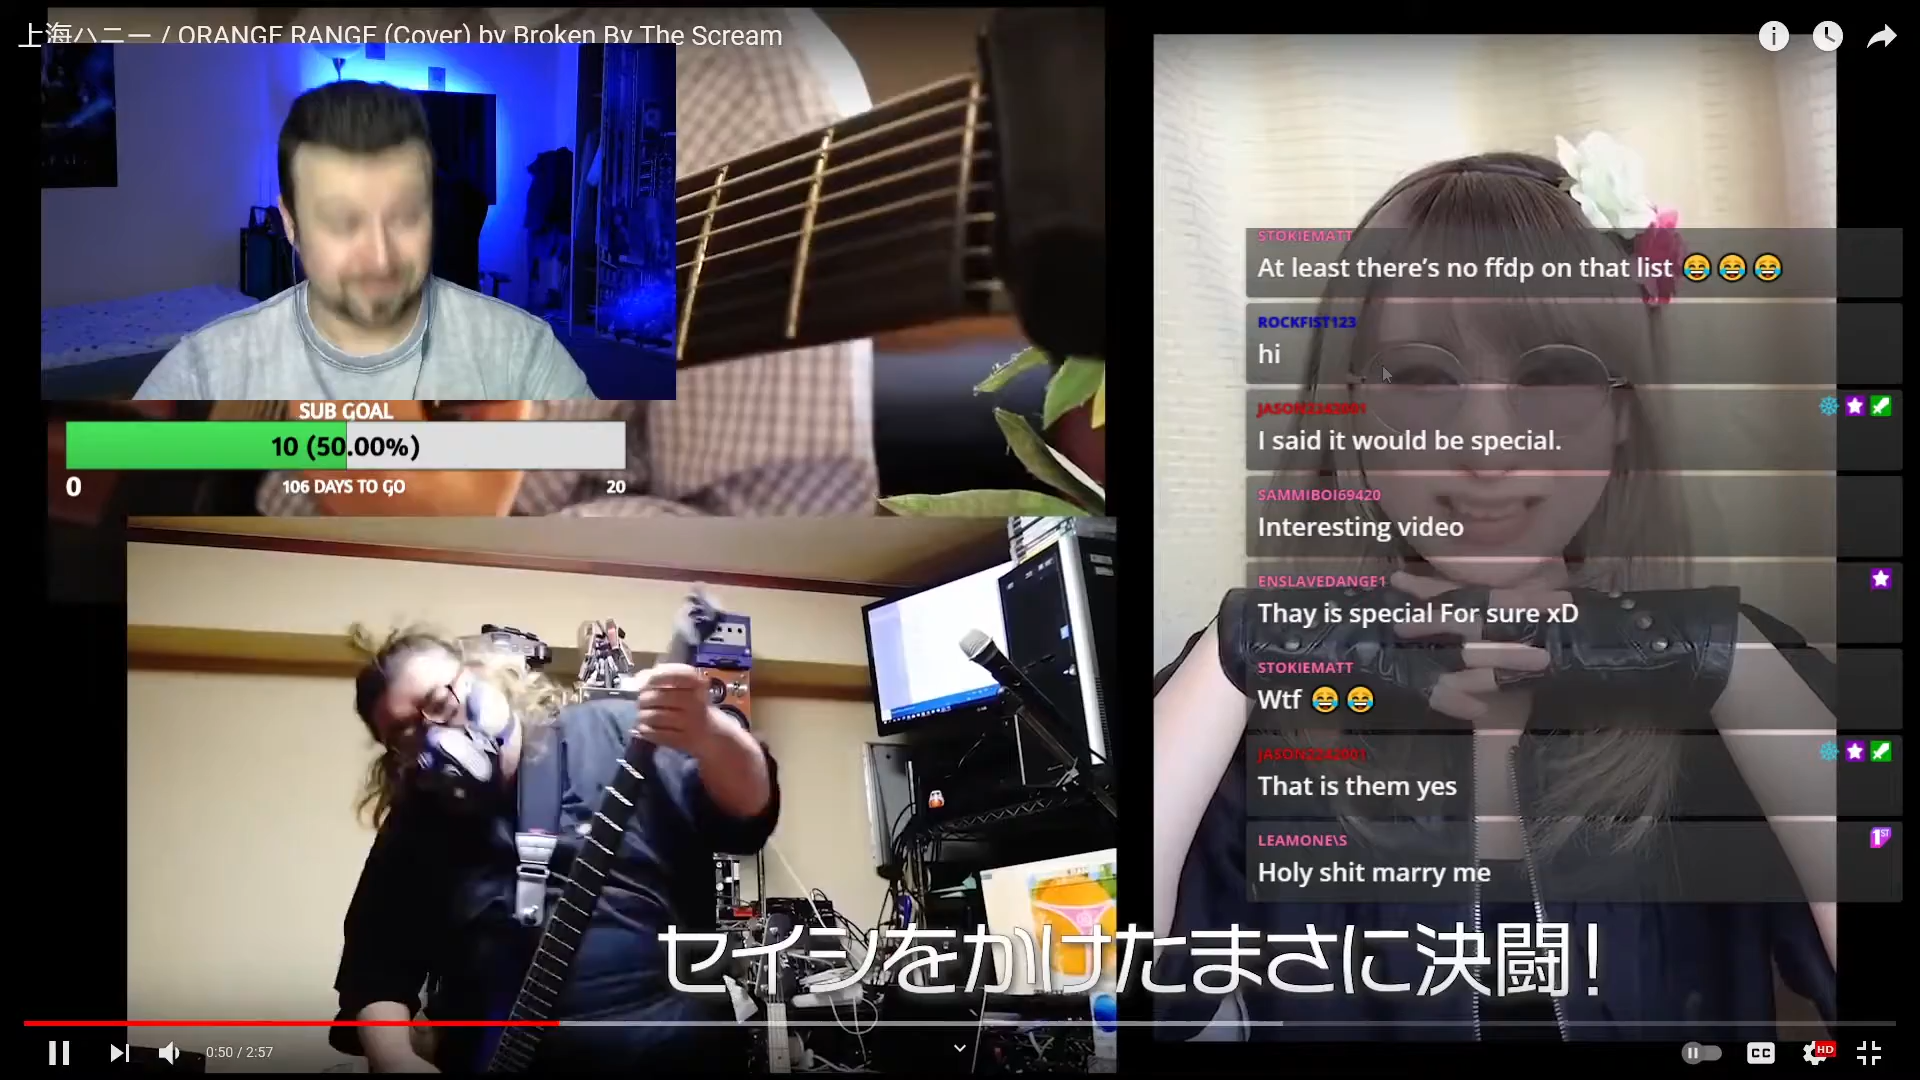 上海ハニー / ORANGE RANGE (Cover) by Broken By The Scream
SUB GOAL
10 (50.00%)
0
106 DAYS TO GO
20
STOKIEMATT
At least there's no ffdp on that list 😂😂😂
ROCKFIST123
hi
I said it would be special.
SAMMIBOI69420
Interesting video
ENSLAVEDANGE1
Thay is special For sure xD
STOKIEMATT
Wtf 😂😂
That is them yes
LEAMONE\S
1ST
Holy shit marry me
セイシをかけたまさに決闘!
0:50 / 2:57
CC
HD